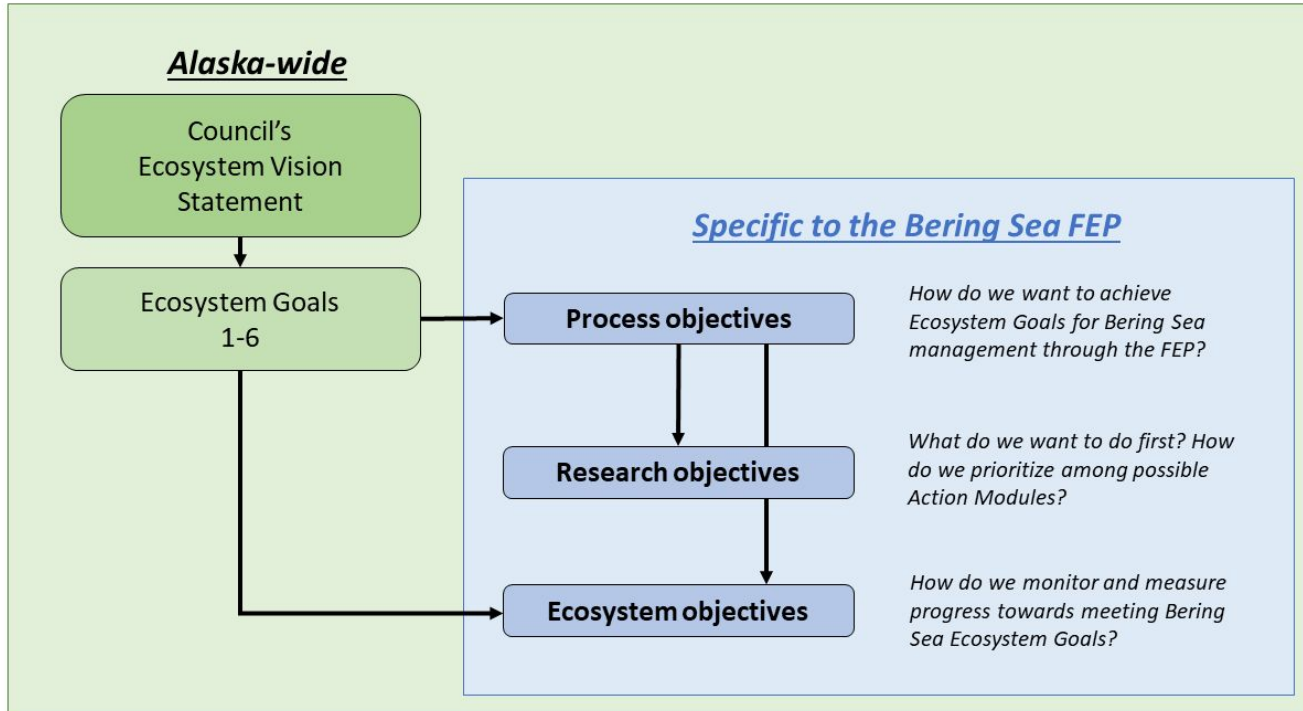 Alaska-wide
Council's
Ecosystem Vision
Statement
Ecosystem Goals
1-6
Specific to the Bering Sea FEP
Process objectives
How do we want to achieve
Ecosystem Goals for Bering Sea
management through the FEP?
Research objectives
What do we want to do first? How
do we prioritize among possible
Action Modules?
Ecosystem objectives
How do we monitor and measure
progress towards meeting Bering
Sea Ecosystem Goals?